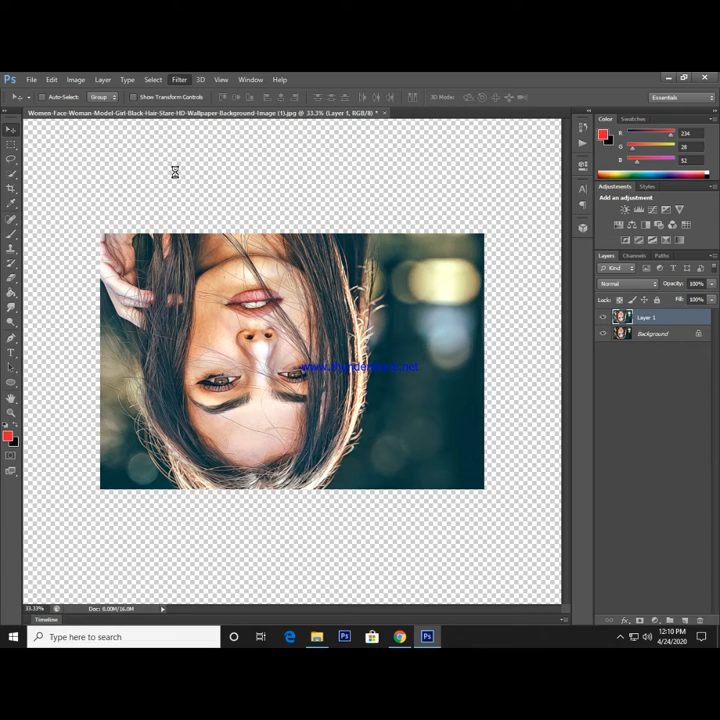 Ps File Edit Image Layer Type Select Filter 3D View Window Help
Auto-Select: Group Show Transform Controls 3D Mode: Essentials
Women-Face-Woman-Model-Girl-Black-Hair-Stare-HD-Wallpaper-Background-Image (1).jpg @ 33.3% (Layer 1, RGB/8) * ×
Color Swatches
R 234
G 28
B 52
Adjustments Styles
Add an adjustment
Layers Channels Paths
Kind
Normal Opacity: 100%
Lock: Fill: 100%
Layer 1
Background
33.33% Doc: 8.00M/16.0M
Timeline
Type here to search
12:10 PM
4/24/2020